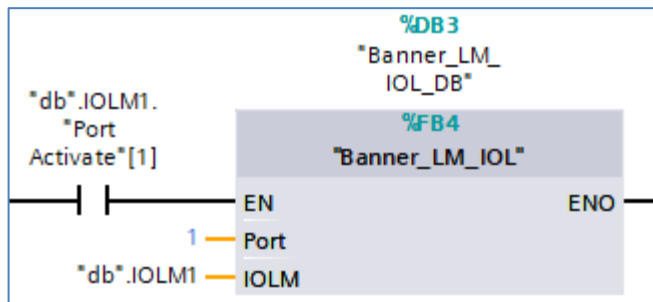 %DB3
"Banner_LM_
IOL_DB"
"db".IOLM1.
"Port
Activate"[1]
%FB4
"Banner_LM_IOL"
EN
ENO
1
Port
"db".IOLM1
IOLM